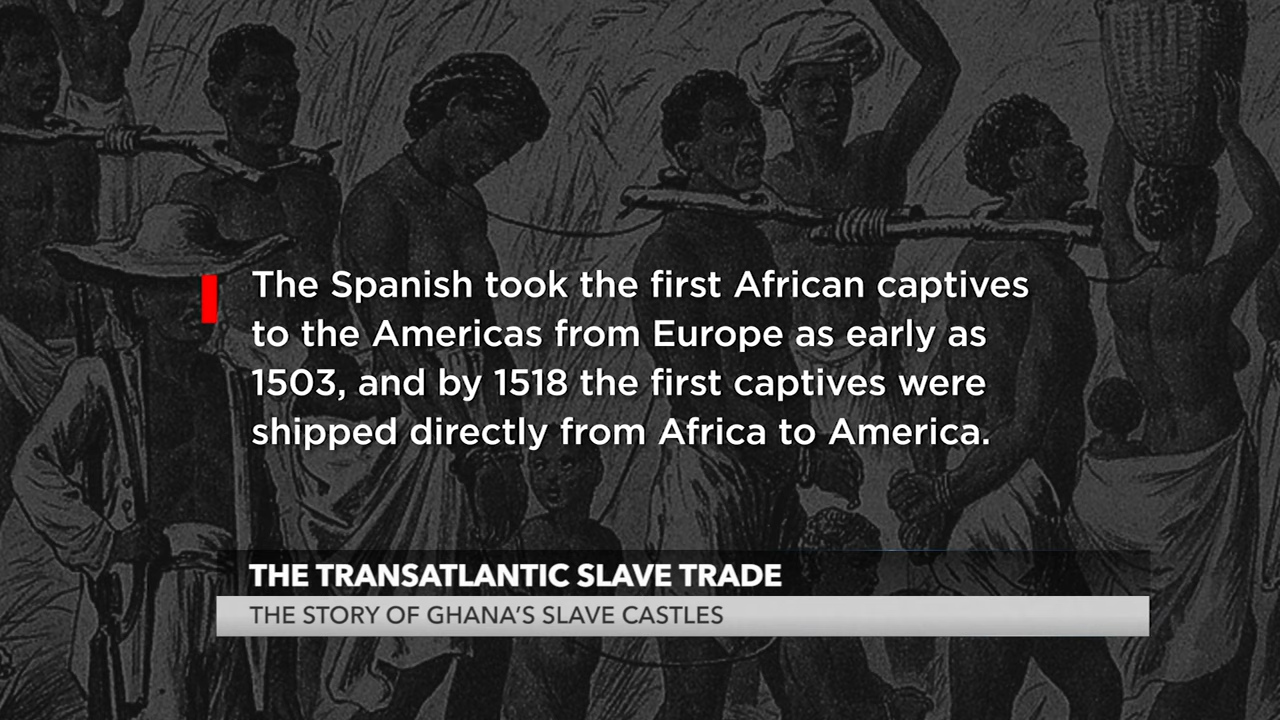 The Spanish took the first African captives
to the Americas from Europe as early as
1503, and by 1518 the first captives were
shipped directly from Africa to America.
THE TRANSATLANTIC SLAVE TRADE
THE STORY OF GHANA'S SLAVE CASTLES